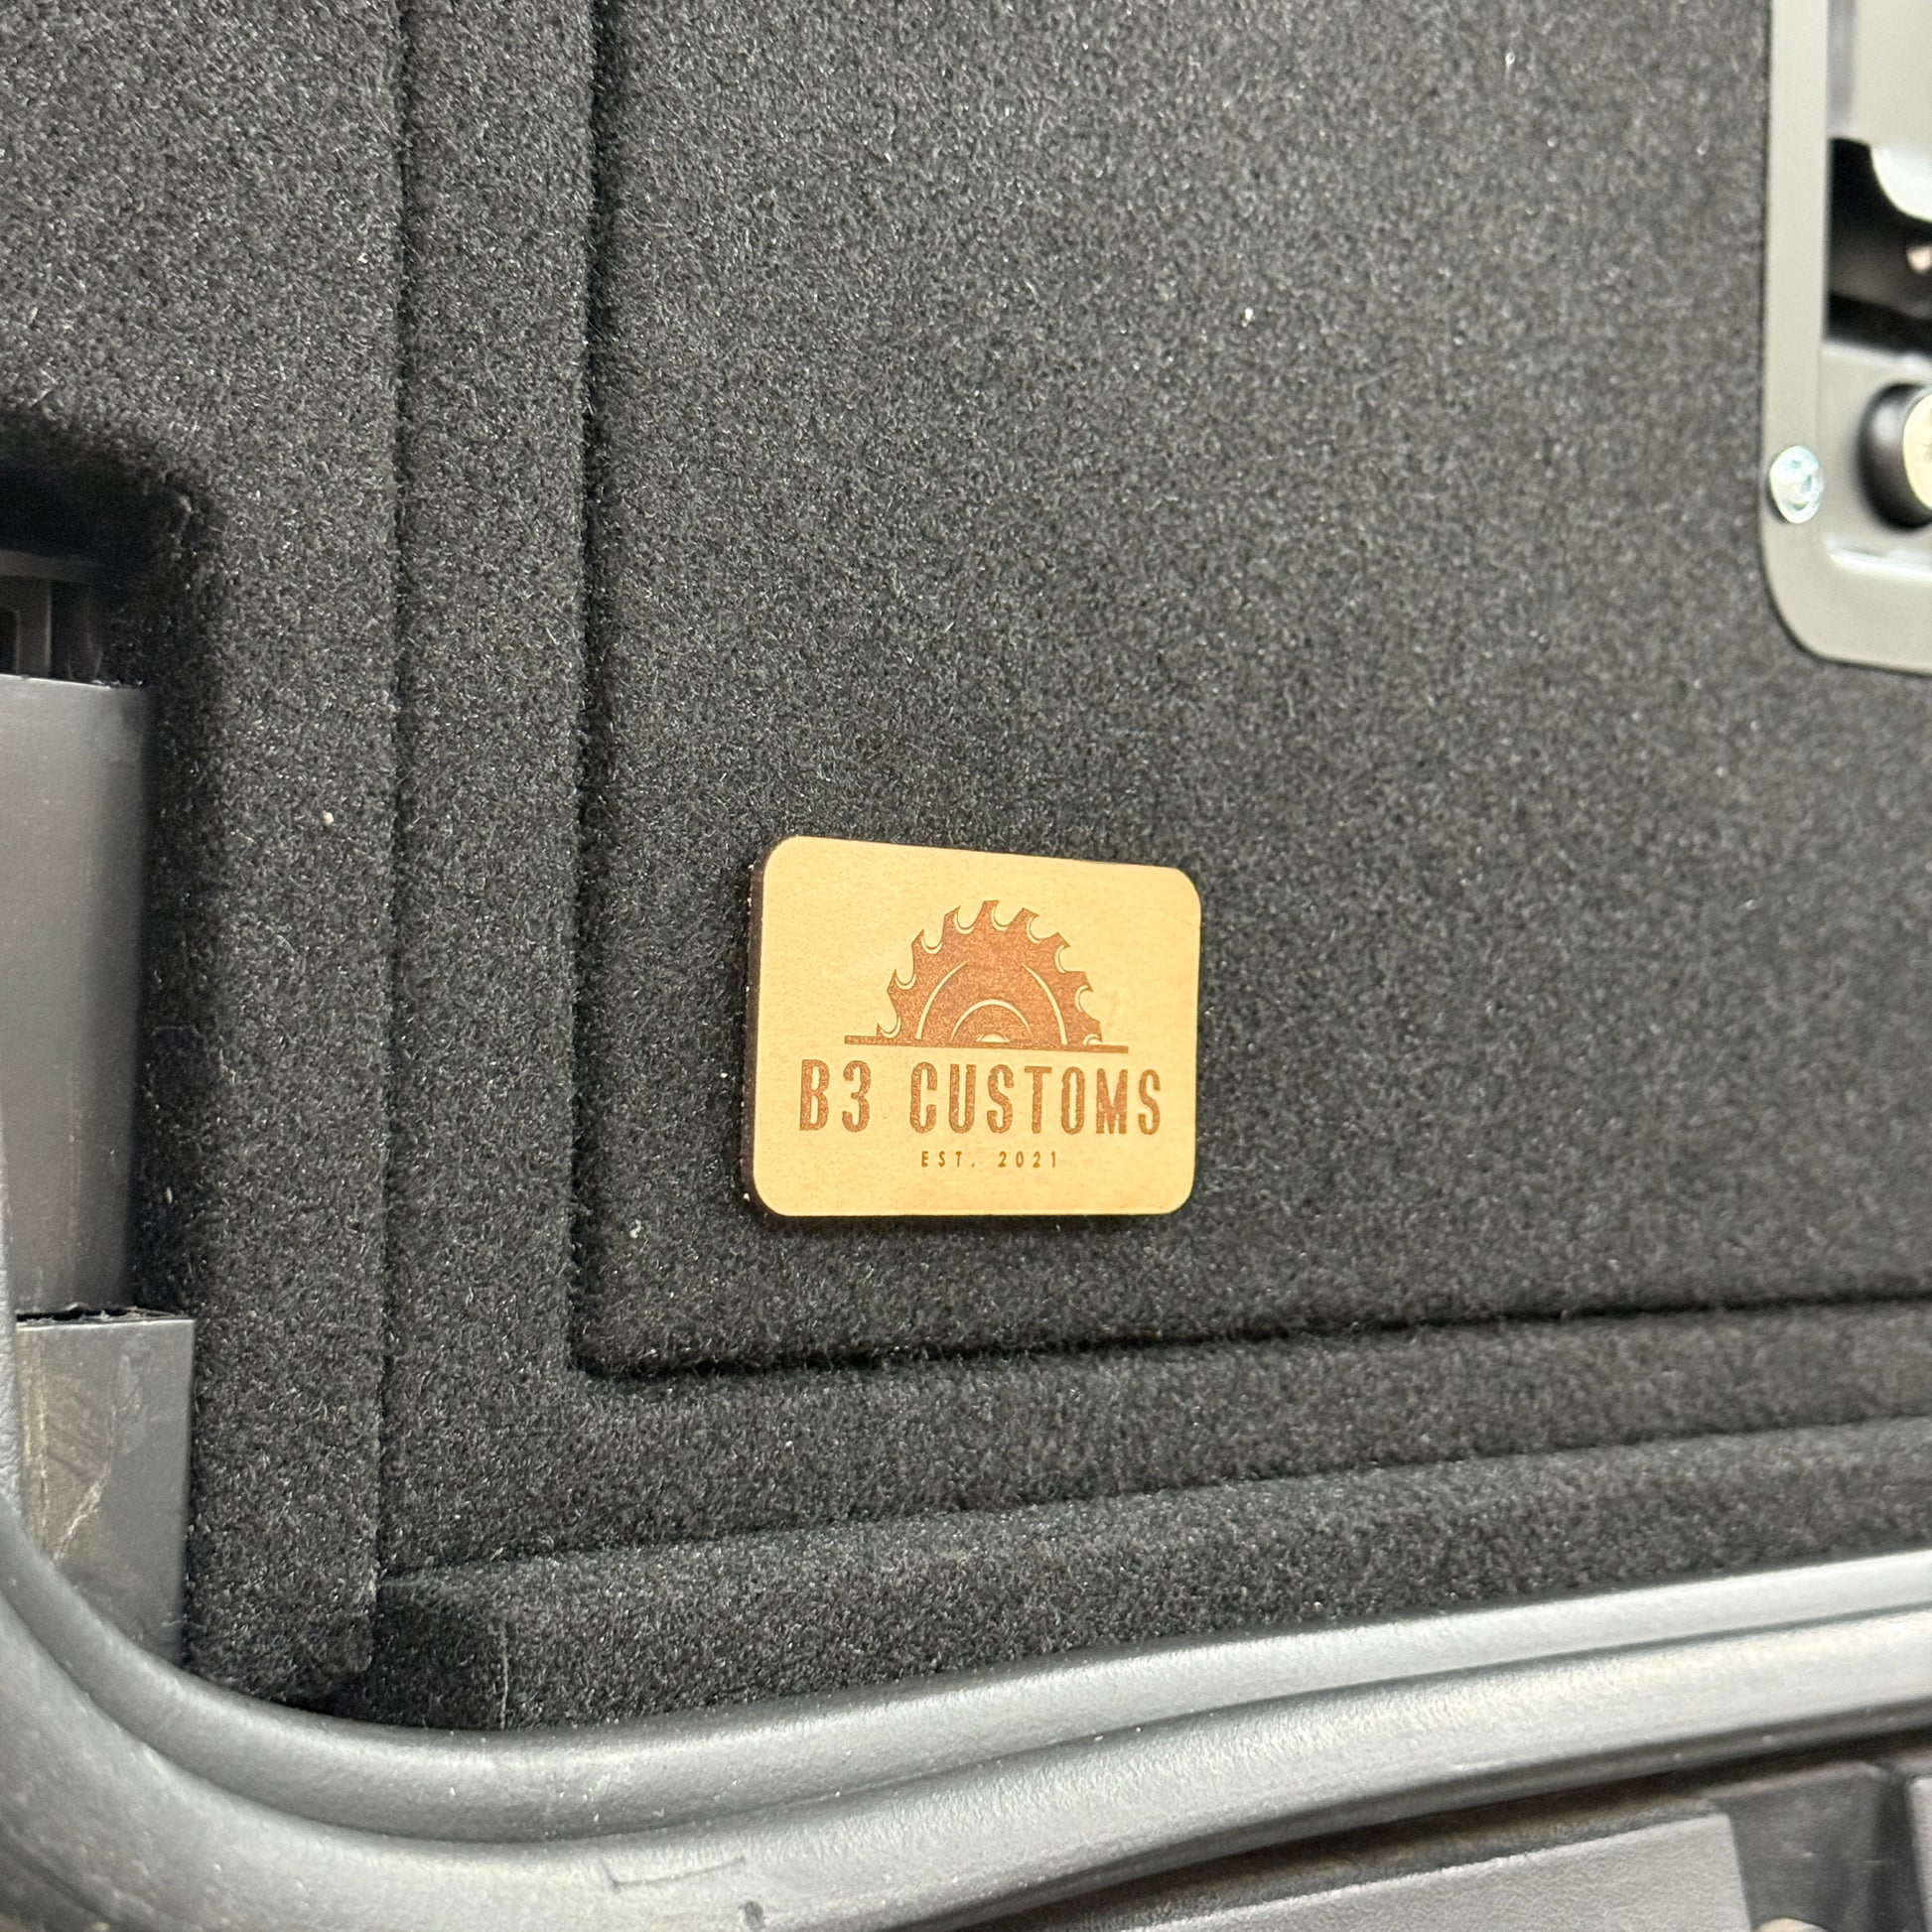 B3 CUSTOMS
EST. 2021